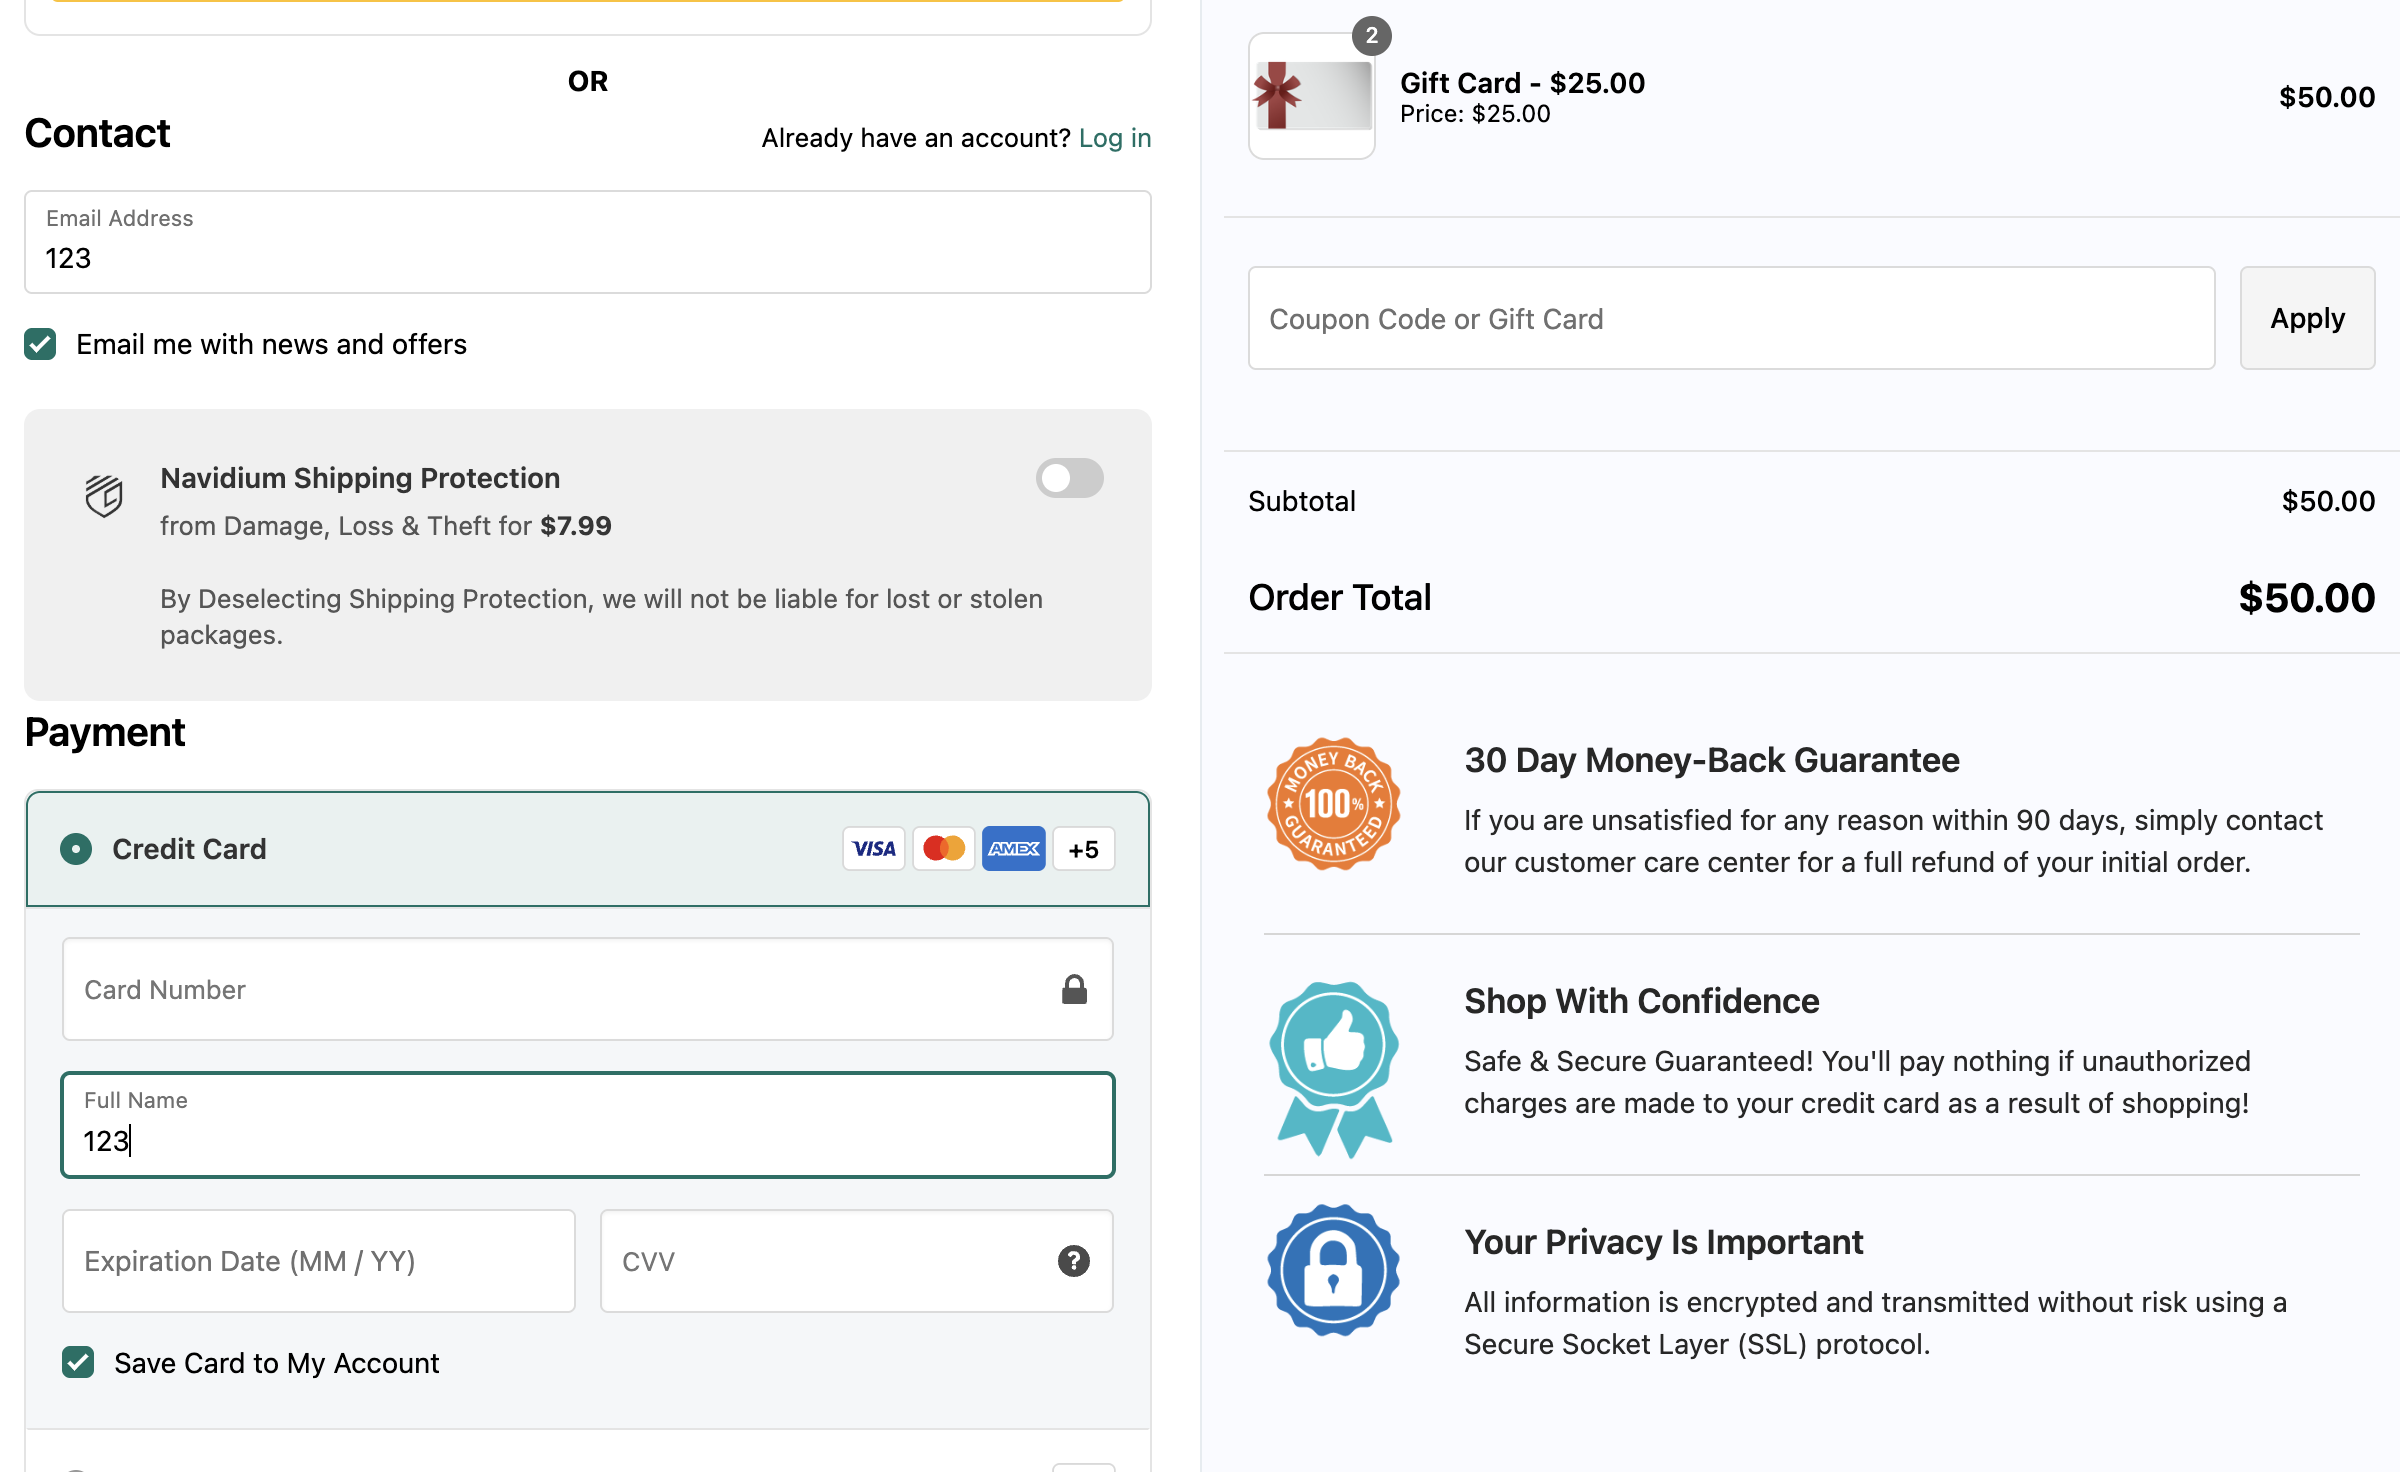 OR
Contact
Already have an account? Log in
Email Address
123
Email me with news and offers
Navidium Shipping Protection
from Damage, Loss & Theft for $7.99
By Deselecting Shipping Protection, we will not be liable for lost or stolen
packages.
Payment
Credit Card
VISA
AMEX
+5
Card Number
Full Name
123
Expiration Date (MM / YY)
CVV
?
Save Card to My Account
2
Gift Card - $25.00
Price: $25.00
$50.00
Coupon Code or Gift Card
Apply
Subtotal
$50.00
Order Total
$50.00
MONEY BACK
100%
GUARANTEED
30 Day Money-Back Guarantee
If you are unsatisfied for any reason within 90 days, simply contact
our customer care center for a full refund of your initial order.
Shop With Confidence
Safe & Secure Guaranteed! You'll pay nothing if unauthorized
charges are made to your credit card as a result of shopping!
Your Privacy Is Important
All information is encrypted and transmitted without risk using a
Secure Socket Layer (SSL) protocol.